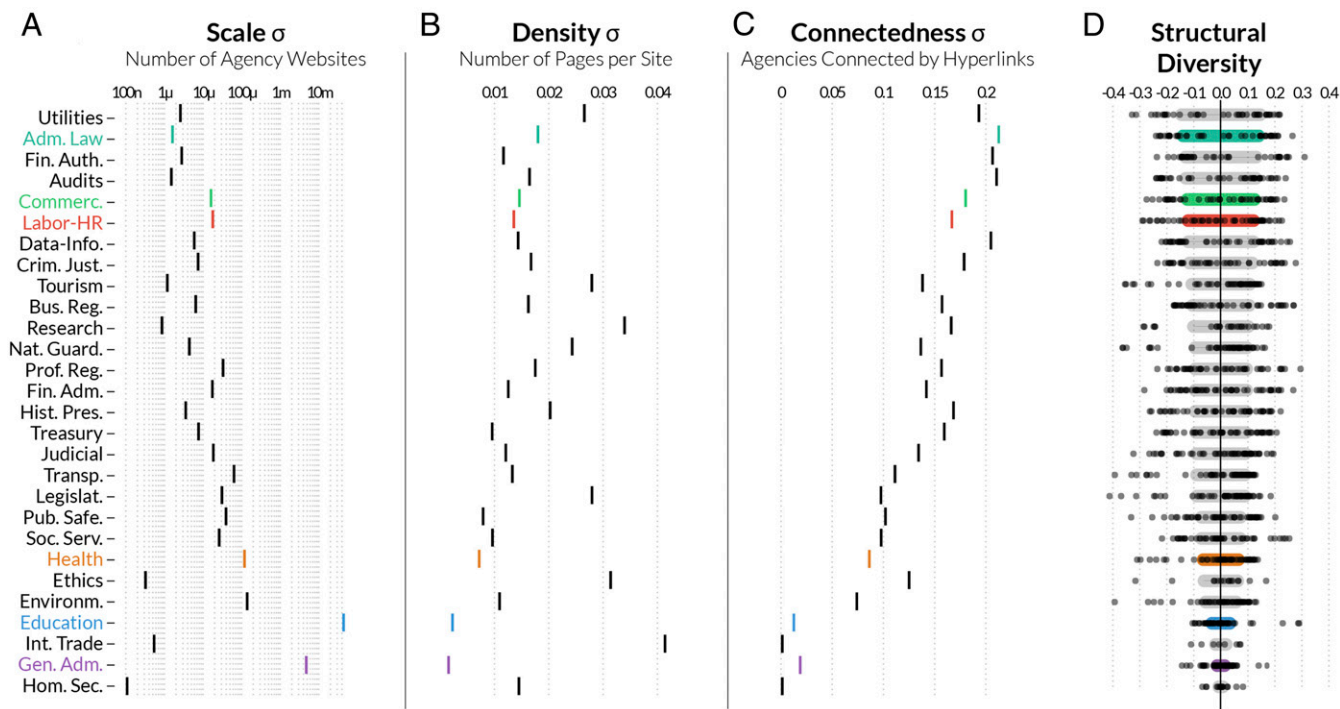 A
Scale σ
Number of Agency Websites
100n 1µ 10µ 100µ 1m 10m
B
Density σ
Number of Pages per Site
0.01 0.02 0.03 0.04
C
Connectedness σ
Agencies Connected by Hyperlinks
0 0.05 0.1 0.15 0.2
D
Structural
Diversity
-0.4 -0.3 -0.2 -0.1 0.0 0.1 0.2 0.3 0.4
Utilities
Adm. Law
Fin. Auth.
Audits
Commerc.
Labor-HR
Data-Info.
Crim. Just.
Tourism
Bus. Reg.
Research
Nat. Guard.
Prof. Reg.
Fin. Adm.
Hist. Pres.
Treasury
Judicial
Transp.
Legislat.
Pub. Safe.
Soc. Serv.
Health
Ethics
Environm.
Education
Int. Trade
Gen. Adm.
Hom. Sec.